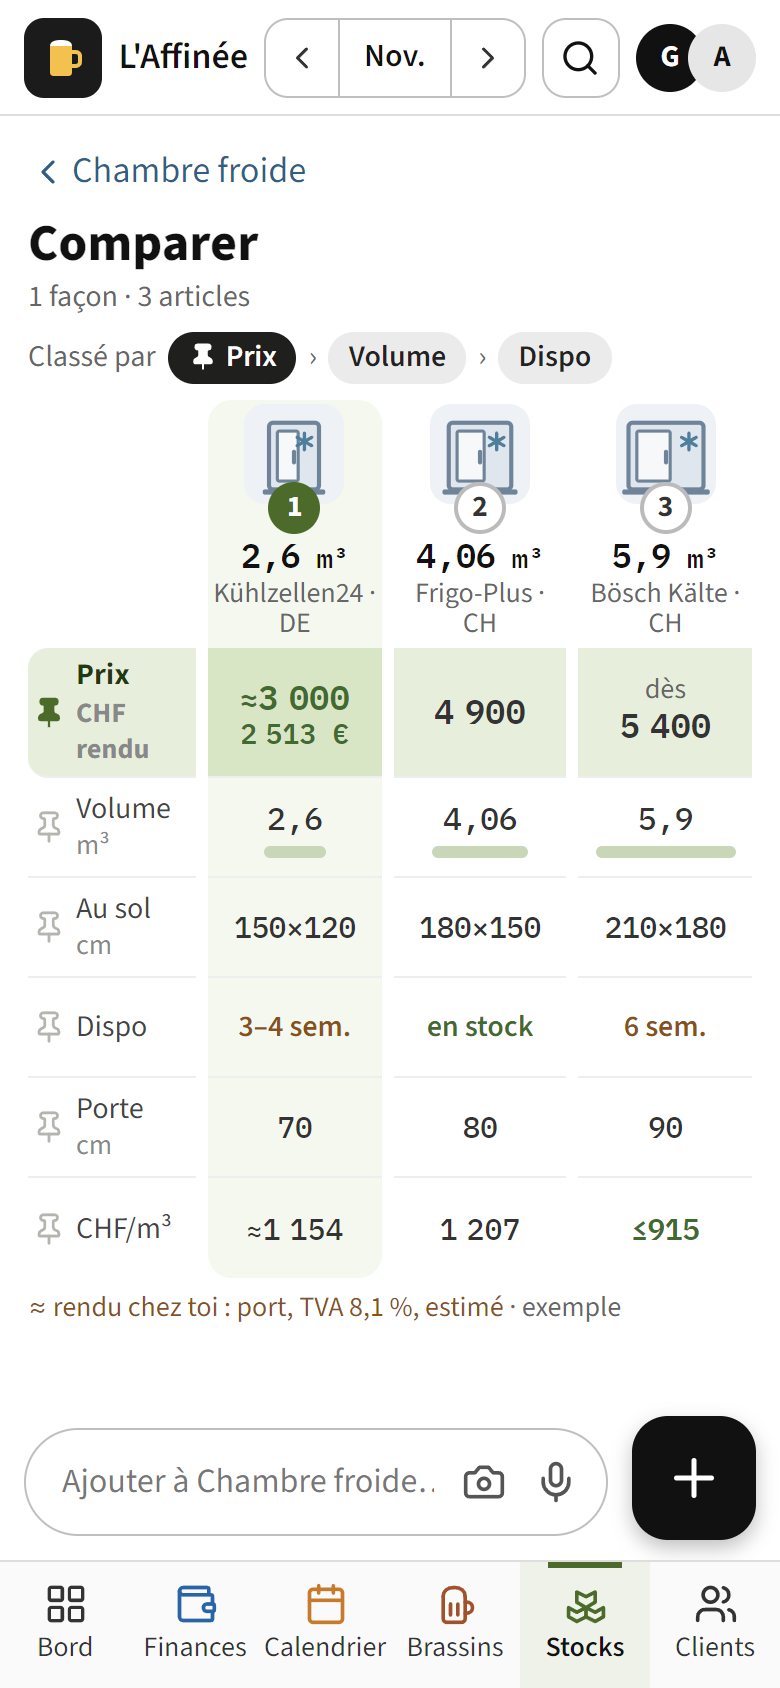 L'Affinée
Nov.
G
A
Chambre froide
Comparer
1 façon · 3 articles
Classé par Prix › Volume › Dispo
1
2
3
2,6 m³
4,06 m³
5,9 m³
Kühlzellen24 ·
DE
Frigo-Plus ·
CH
Bösch Kälte ·
CH
Prix
CHF
rendu
≈3 000
2 513 €
4 900
dès
5 400
Volume
m³
2,6
4,06
5,9
Au sol
cm
150×120
180×150
210×180
Dispo
3–4 sem.
en stock
6 sem.
Porte
cm
70
80
90
CHF/m³
≈1 154
1 207
≤915
≈ rendu chez toi : port, TVA 8,1 %, estimé · exemple
Ajouter à Chambre froide…
Bord
Finances
Calendrier
Brassins
Stocks
Clients